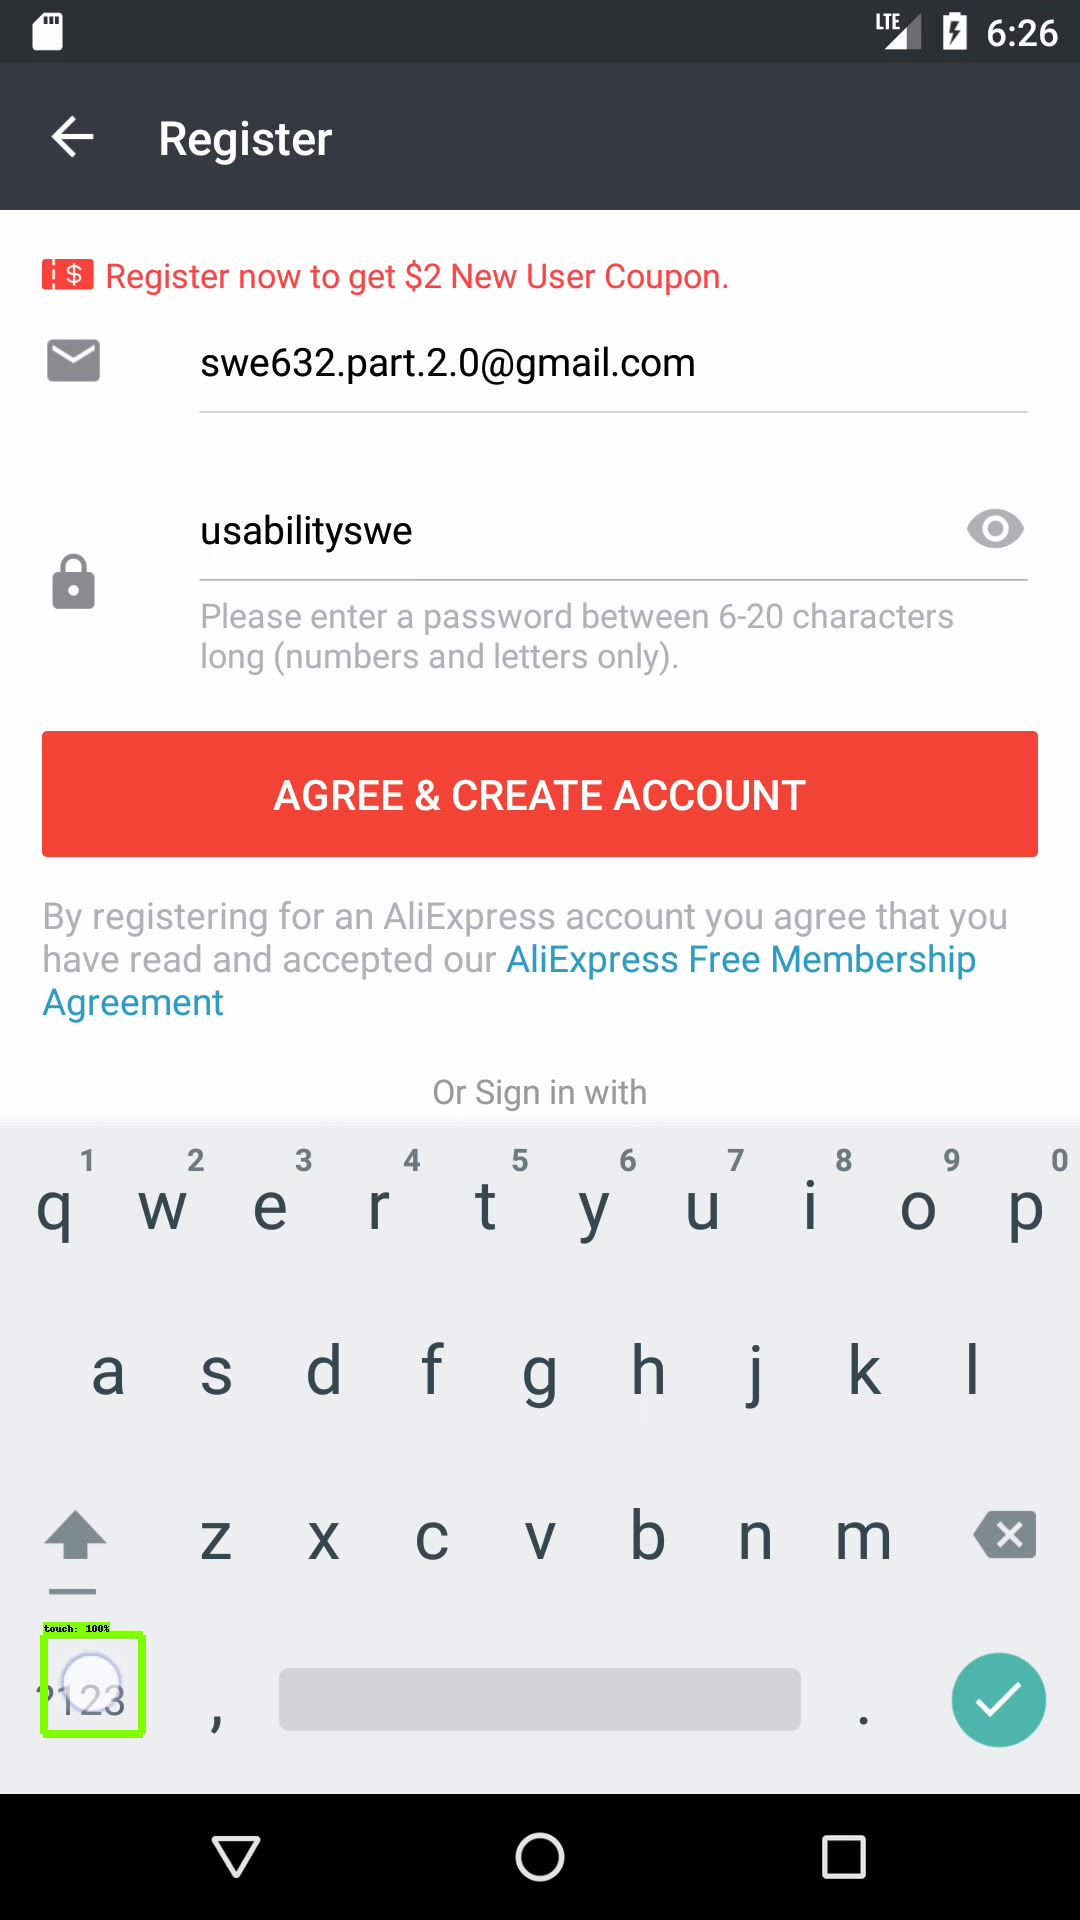 LTE 6:26
Register
$ Register now to get $2 New User Coupon.
swe632.part.2.0@gmail.com
usabilityswe
Please enter a password between 6-20 characters
long (numbers and letters only).
AGREE & CREATE ACCOUNT
By registering for an AliExpress account you agree that you
have read and accepted our AliExpress Free Membership
Agreement
Or Sign in with
1 2 3 4 5 6 7 8 9 0
q w e r t y u i o p
a s d f g h j k l
z x c v b n m
touch: 100%
?123 , .